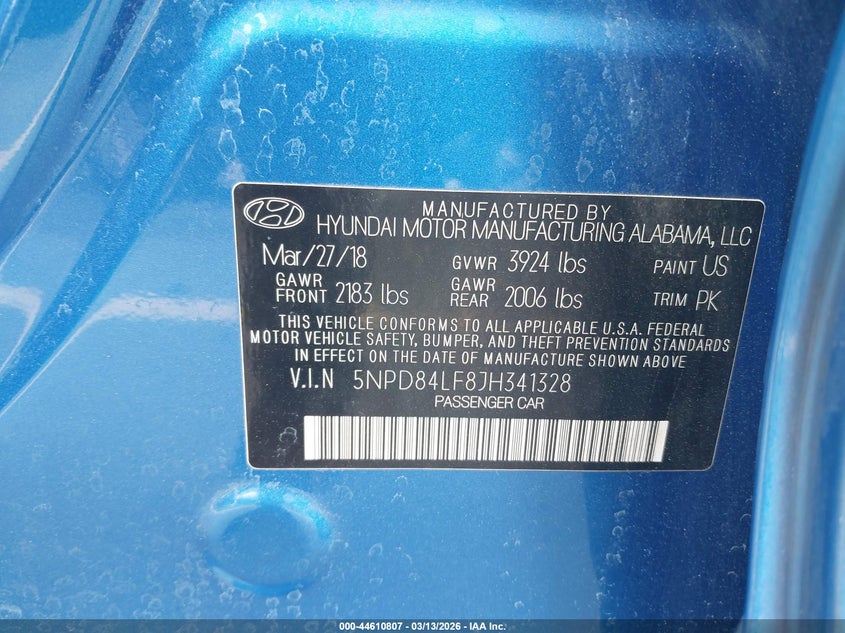 MANUFACTURED BY
HYUNDAI MOTOR MANUFACTURING ALABAMA, LLC
Mar/27/18 GVWR 3924 lbs PAINT US
GAWR FRONT 2183 lbs GAWR REAR 2006 lbs TRIM PK
THIS VEHICLE CONFORMS TO ALL APPLICABLE U.S.A. FEDERAL
MOTOR VEHICLE SAFETY, BUMPER, AND THEFT PREVENTION STANDARDS
IN EFFECT ON THE DATE OF MANUFACTURE SHOWN ABOVE
V.I.N 5NPD84LF8JH341328
PASSENGER CAR
000-44610807 - 03/13/2026 - IAA Inc.